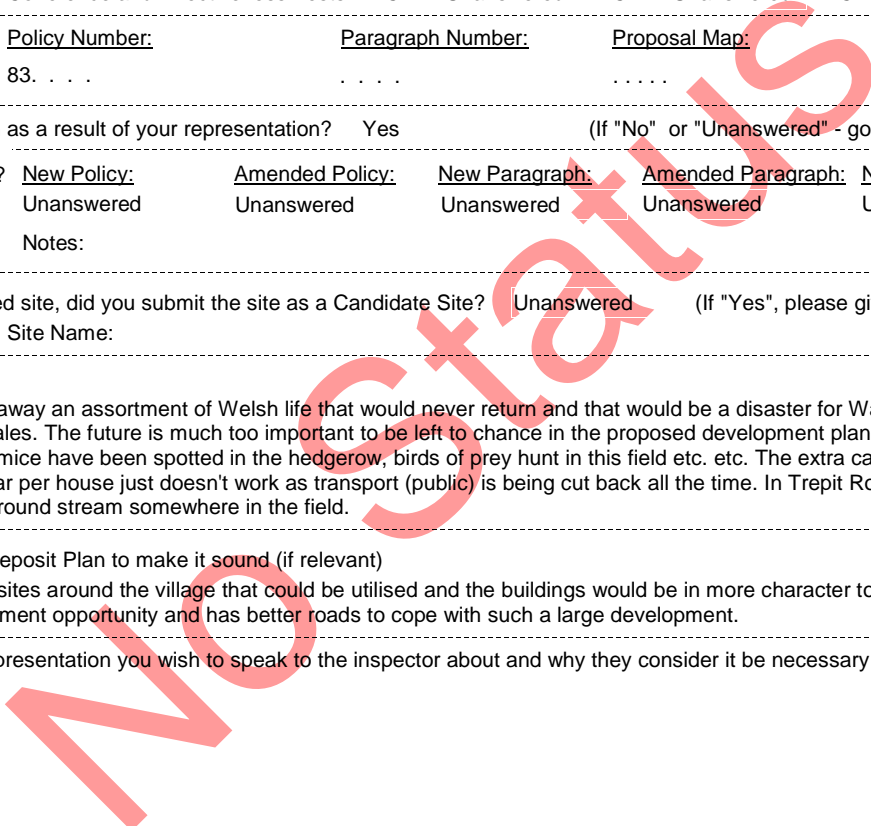 Policy Number: Paragraph Number: Proposal Map:
83. . . . . . . . . . . . .
as a result of your representation? Yes (If "No" or "Unanswered" - go
? New Policy: Amended Policy: New Paragraph: Amended Paragraph: N
Unanswered Unanswered Unanswered Unanswered U
Notes:
ed site, did you submit the site as a Candidate Site? Unanswered (If "Yes", please gi
Site Name:
away an assortment of Welsh life that would never return and that would be a disaster for Wa
ales. The future is much too important to be left to chance in the proposed development plan
mice have been spotted in the hedgerow, birds of prey hunt in this field etc. etc. The extra ca
ar per house just doesn't work as transport (public) is being cut back all the time. In Trepit Ro
round stream somewhere in the field.
eposit Plan to make it sound (if relevant)
sites around the village that could be utilised and the buildings would be in more character to
ment opportunity and has better roads to cope with such a large development.
presentation you wish to speak to the inspector about and why they consider it be necessary
No Status